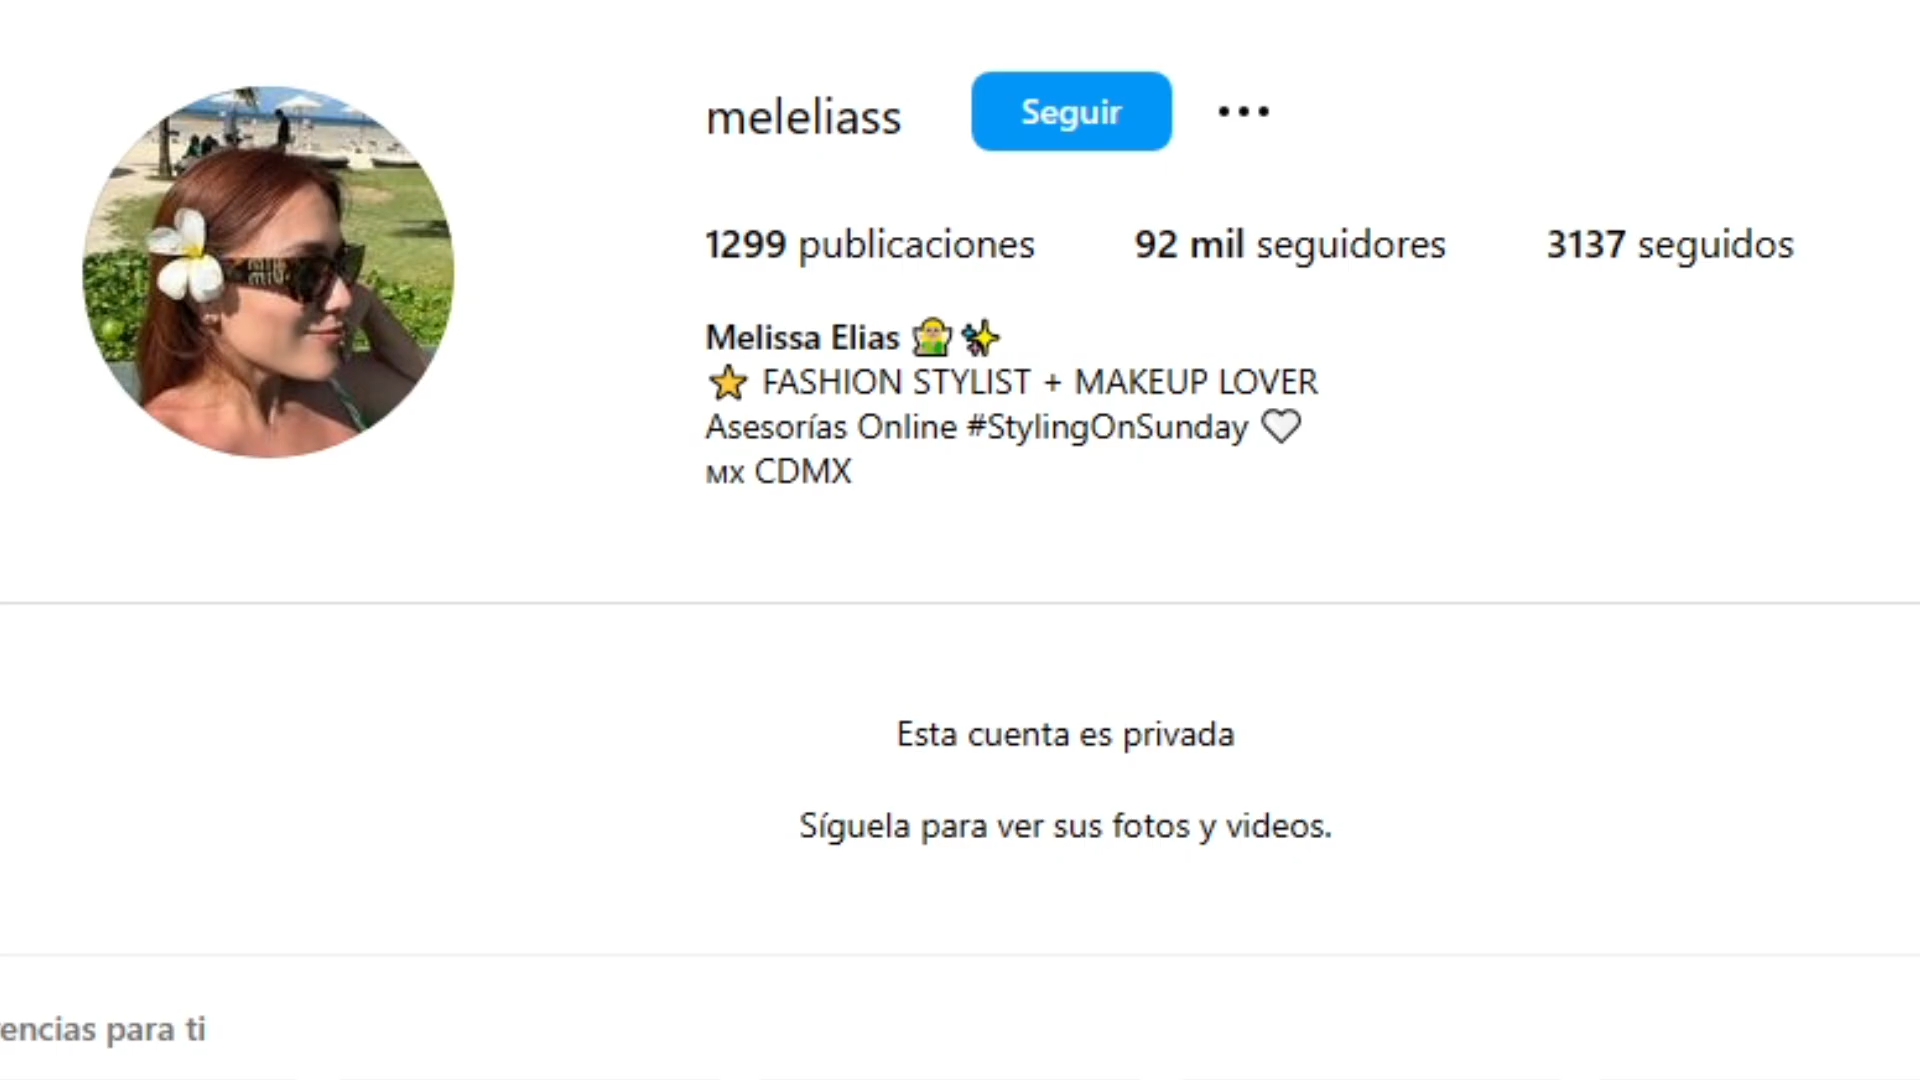 meleliass
Seguir
1299 publicaciones 92 mil seguidores 3137 seguidos
Melissa Elias 🧚✨
⭐ FASHION STYLIST + MAKEUP LOVER
Asesorías Online #StylingOnSunday 🤍
MX CDMX
Esta cuenta es privada
Síguela para ver sus fotos y videos.
encias para ti